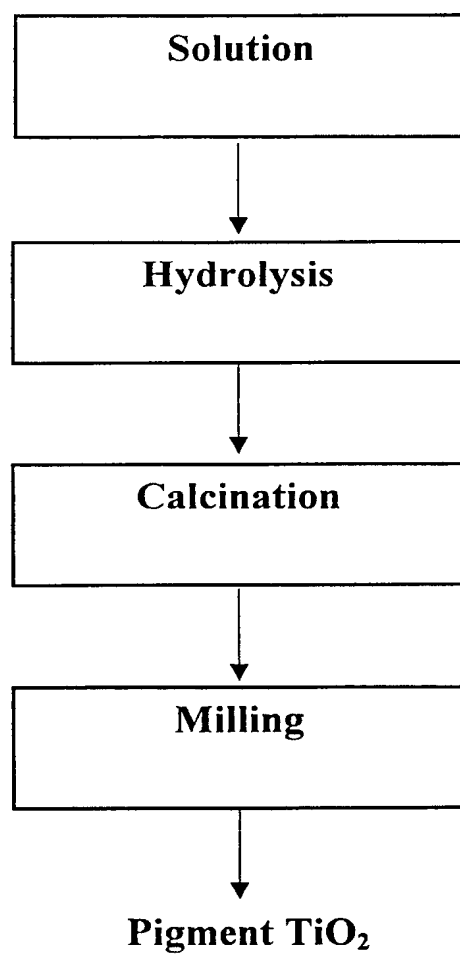 Solution
Hydrolysis
Calcination
Milling
Pigment TiO₂